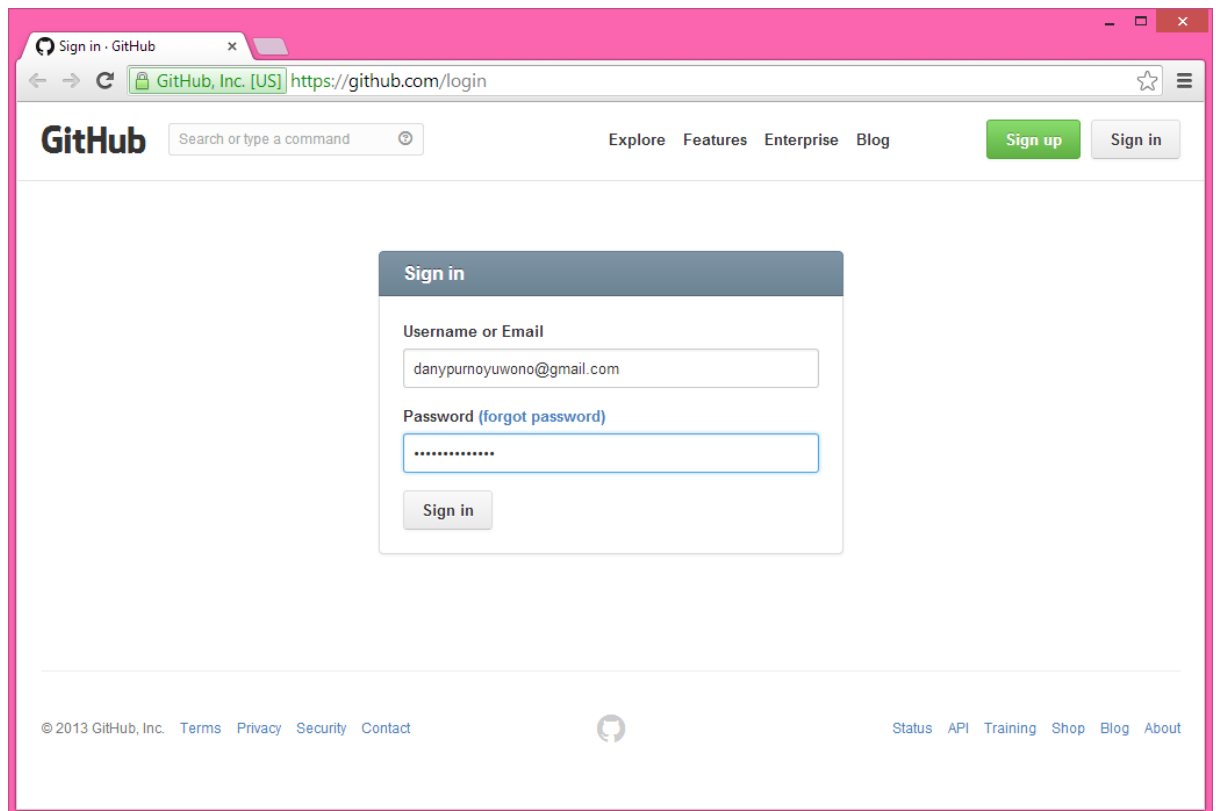 Sign in · GitHub
GitHub, Inc. [US] https://github.com/login
GitHub Search or type a command Explore Features Enterprise Blog Sign up Sign in
Sign in
Username or Email
danypurnoyuwono@gmail.com
Password (forgot password)
••••••••••••••
Sign in
© 2013 GitHub, Inc. Terms Privacy Security Contact Status API Training Shop Blog About